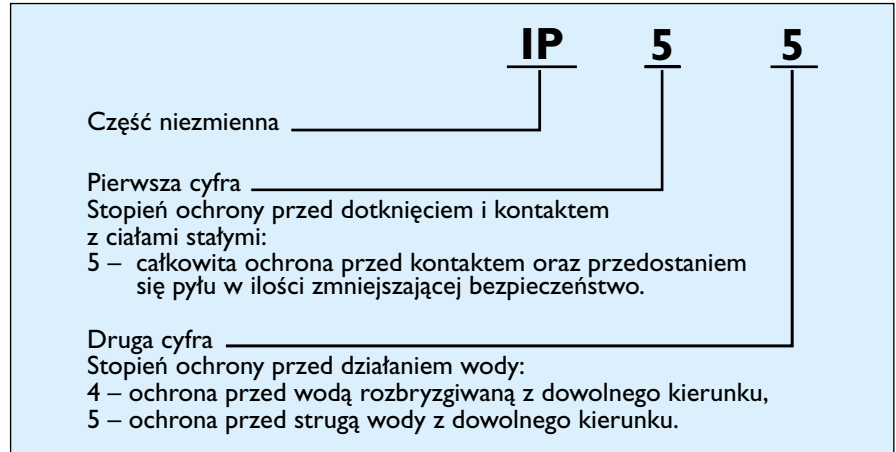 IP 5 5
Część niezmienna
Pierwsza cyfra
Stopień ochrony przed dotknięciem i kontaktem
z ciałami stałymi:
5 – całkowita ochrona przed kontaktem oraz przedostaniem
się pyłu w ilości zmniejszającej bezpieczeństwo.
Druga cyfra
Stopień ochrony przed działaniem wody:
4 – ochrona przed wodą rozbryzgiwaną z dowolnego kierunku,
5 – ochrona przed strugą wody z dowolnego kierunku.